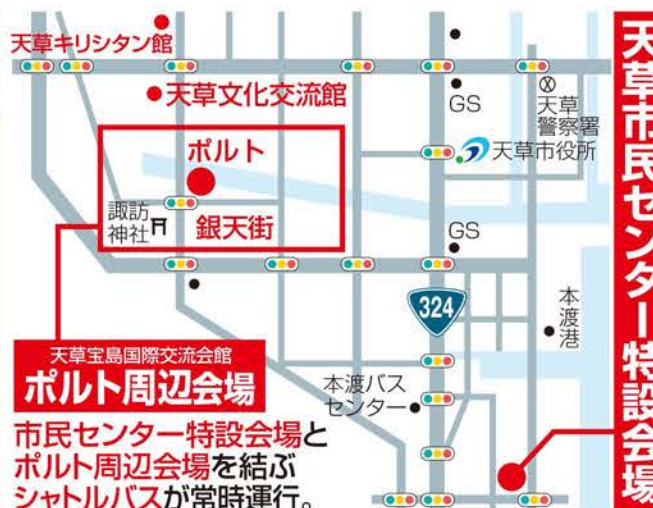 天草キリシタン館
天草文化交流館
GS
天草
警察署
天草市役所
ポルト
銀天街
諏訪
神社
GS
324
本渡港
天草宝島国際交流会館
ポルト周辺会場
本渡バス
センター
市民センター特設会場と
ポルト周辺会場を結ぶ
シャトルバスが常時運行。
天草市民センター特設会場